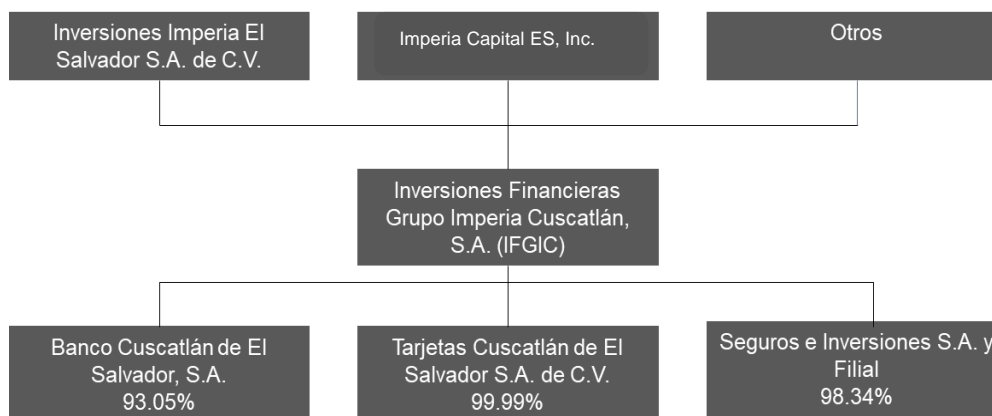 Inversiones Imperia El
Salvador S.A. de C.V.
Imperia Capital ES, Inc.
Otros
Inversiones Financieras
Grupo Imperia Cuscatlán,
S.A. (IFGIC)
Banco Cuscatlán de El
Salvador, S.A.
93.05%
Tarjetas Cuscatlán de El
Salvador S.A. de C.V.
99.99%
Seguros e Inversiones S.A. y
Filial
98.34%